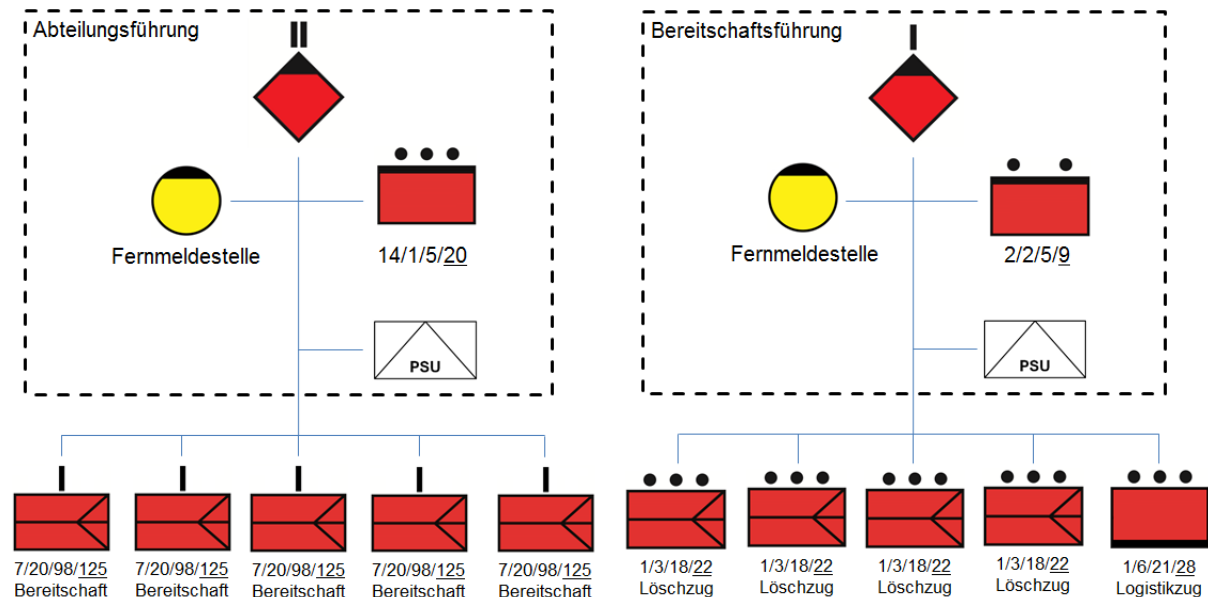 Abteilungsführung
Fernmeldestelle
14/1/5/20
PSU
7/20/98/125
Bereitschaft
7/20/98/125
Bereitschaft
7/20/98/125
Bereitschaft
7/20/98/125
Bereitschaft
7/20/98/125
Bereitschaft
Bereitschaftsführung
Fernmeldestelle
2/2/5/9
PSU
1/3/18/22
Löschzug
1/3/18/22
Löschzug
1/3/18/22
Löschzug
1/3/18/22
Löschzug
1/6/21/28
Logistikzug